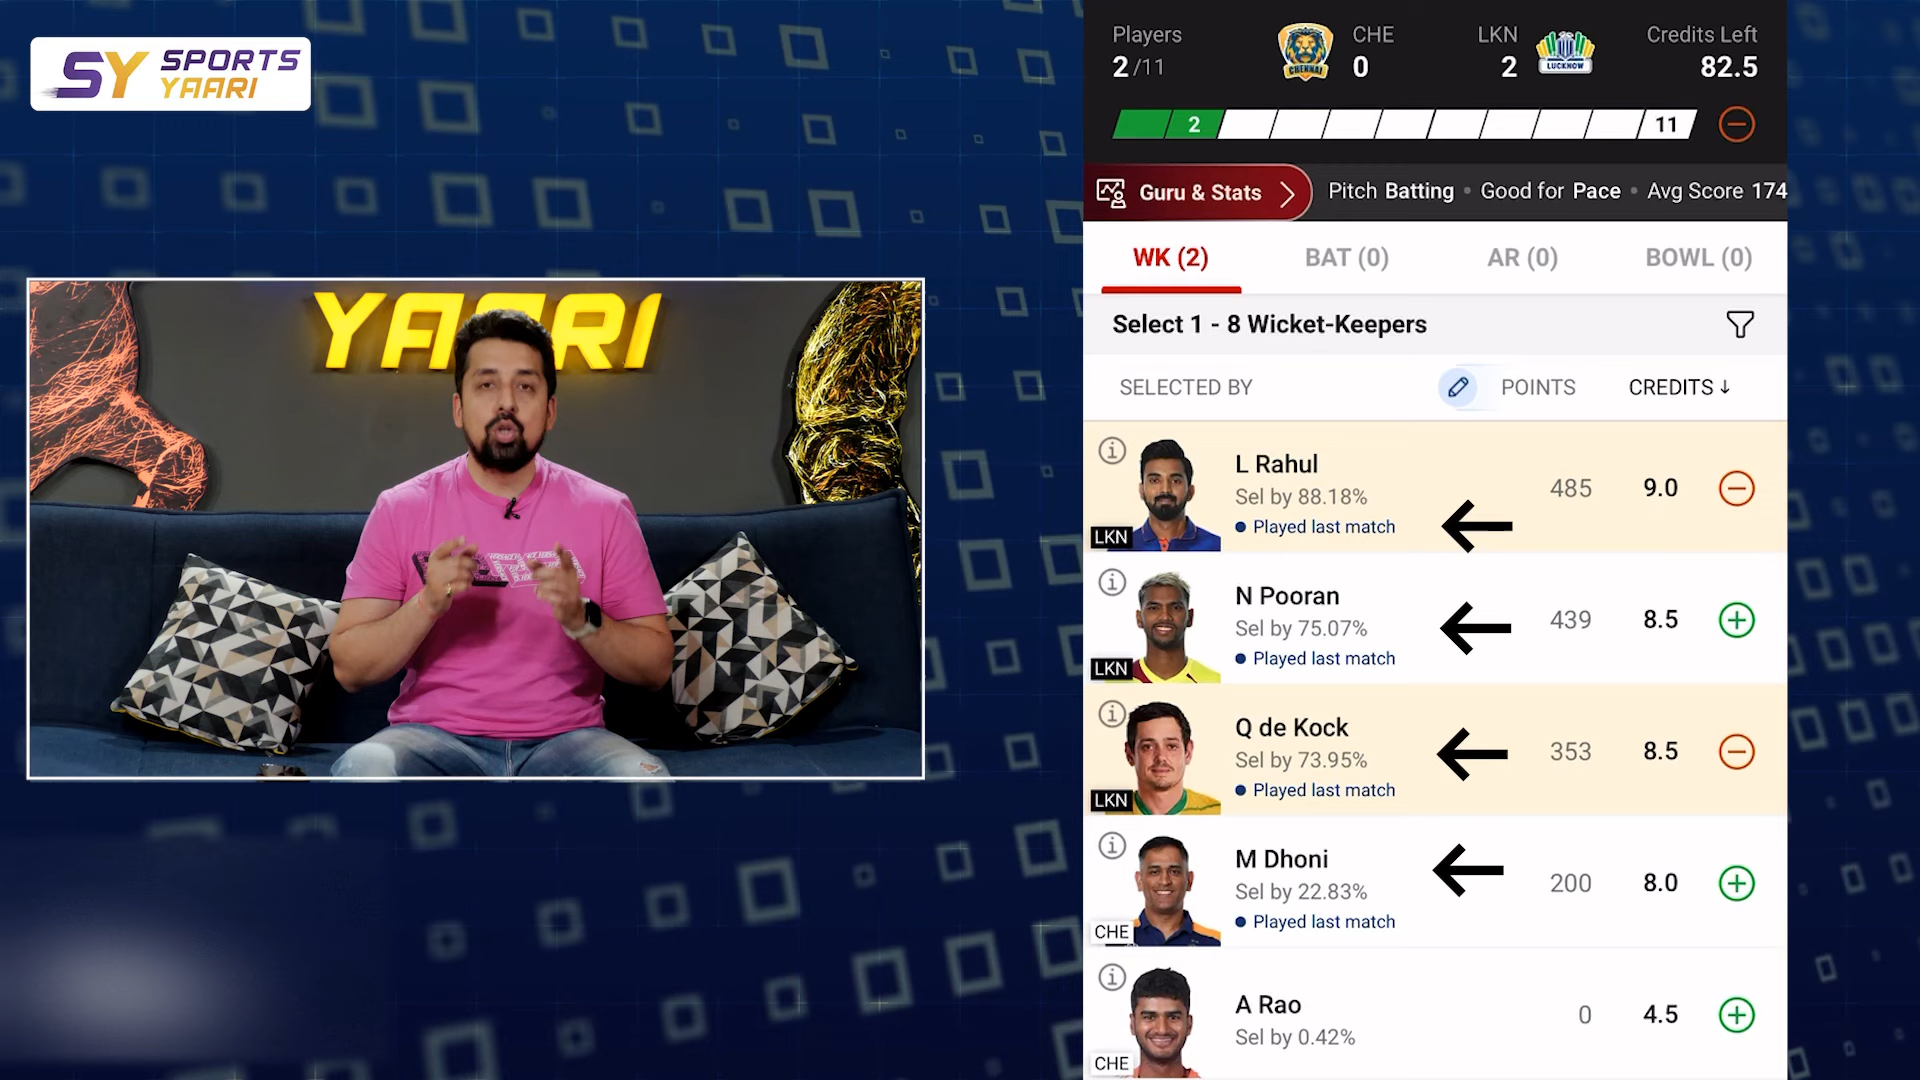 SY SPORTS
YAARI
YAARI
Players
2/11
CHE
0
CHENNAI
LKN
2
LUCKNOW
Credits Left
82.5
2
11
Guru & Stats
Pitch Batting • Good for Pace • Avg Score 174
WK (2)
BAT (0)
AR (0)
BOWL (0)
Select 1 - 8 Wicket-Keepers
SELECTED BY
POINTS
CREDITS ↓
L Rahul
Sel by 88.18%
Played last match
LKN
485
9.0
N Pooran
Sel by 75.07%
Played last match
LKN
439
8.5
Q de Kock
Sel by 73.95%
Played last match
LKN
353
8.5
M Dhoni
Sel by 22.83%
Played last match
CHE
200
8.0
A Rao
Sel by 0.42%
CHE
0
4.5